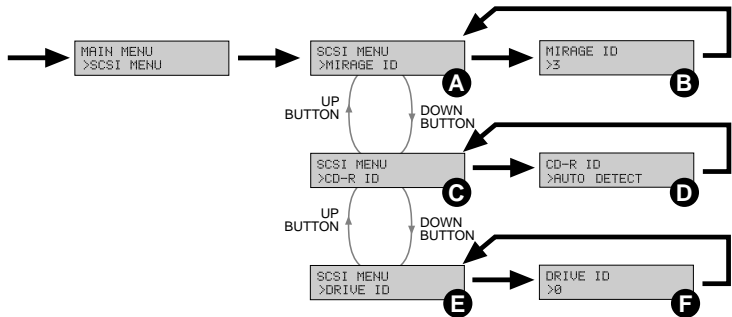 MAIN MENU
>SCSI MENU
SCSI MENU
>MIRAGE ID
A
MIRAGE ID
>3
B
UP
BUTTON
DOWN
BUTTON
SCSI MENU
>CD-R ID
C
CD-R ID
>AUTO DETECT
D
UP
BUTTON
DOWN
BUTTON
SCSI MENU
>DRIVE ID
E
DRIVE ID
>0
F